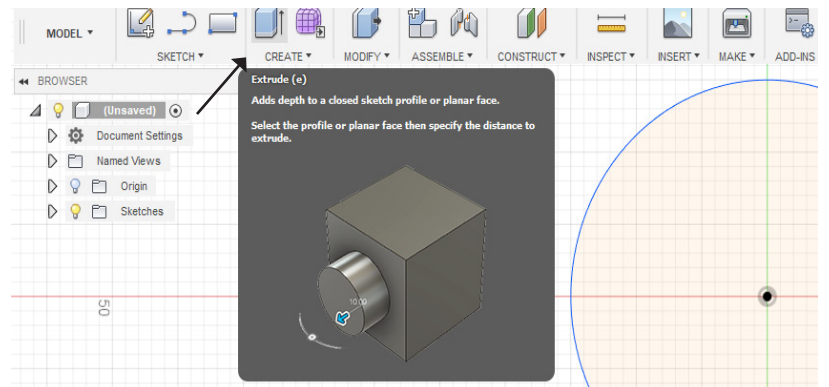 MODEL ▾
SKETCH ▾
CREATE ▾
MODIFY ▾
ASSEMBLE ▾
CONSTRUCT ▾
INSPECT ▾
INSERT ▾
MAKE ▾
ADD-INS
BROWSER
(Unsaved)
Document Settings
Named Views
Origin
Sketches
Extrude (e)
Adds depth to a closed sketch profile or planar face.
Select the profile or planar face then specify the distance to
extrude.
10.00
50